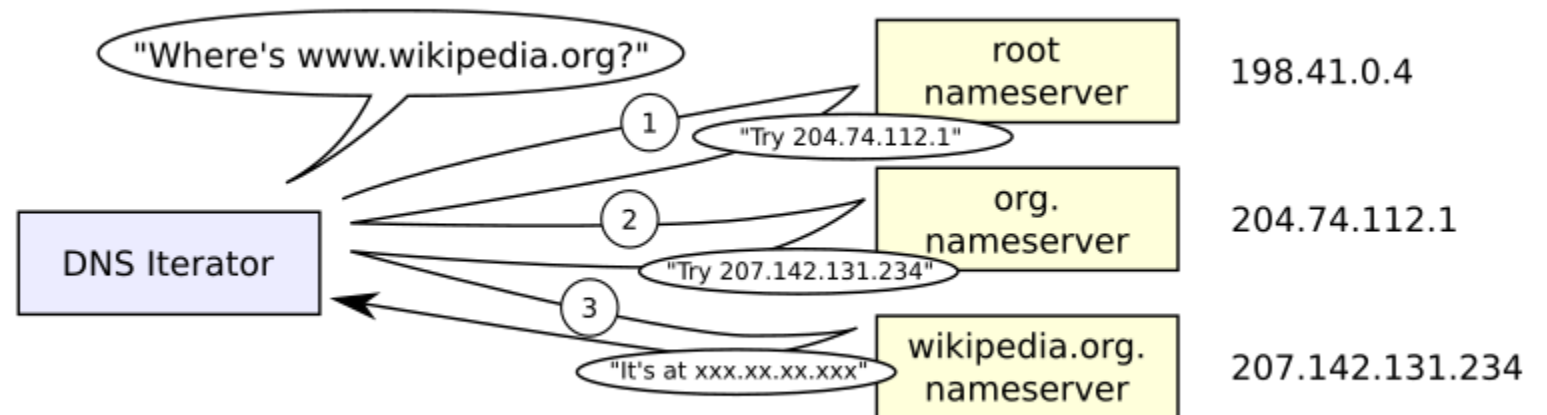 "Where's www.wikipedia.org?"
root
nameserver
198.41.0.4
1
"Try 204.74.112.1"
org.
nameserver
204.74.112.1
2
"Try 207.142.131.234"
DNS Iterator
3
wikipedia.org.
nameserver
207.142.131.234
"It's at xxx.xx.xx.xxx"